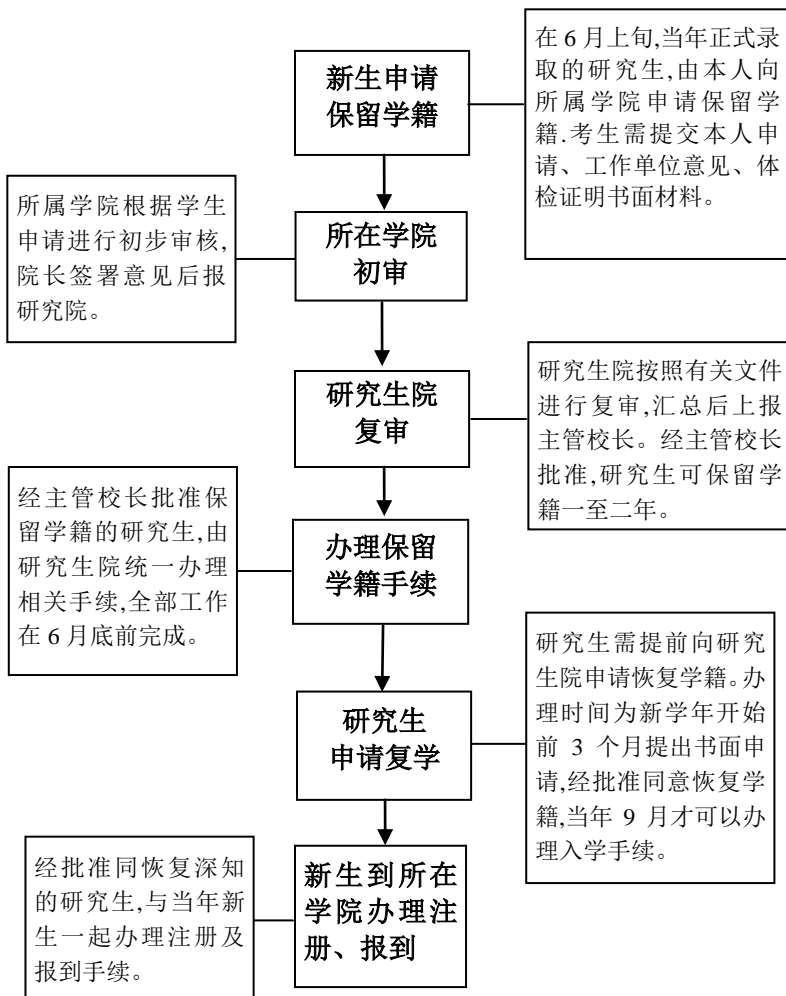 新生申请
保留学籍
在 6 月上旬,当年正式录
取的研究生,由本人向
所属学院申请保留学
籍.考生需提交本人申
请、工作单位意见、体
检证明书面材料。
所属学院根据学生
申请进行初步审核,
院长签署意见后报
研究院。
所在学院
初审
研究生院
复审
研究生院按照有关文件
进行复审,汇总后上报
主管校长。经主管校长
批准,研究生可保留学
籍一至二年。
经主管校长批准保
留学籍的研究生,由
研究生院统一办理
相关手续,全部工作
在 6 月底前完成。
办理保留
学籍手续
研究生
申请复学
研究生需提前向研究
生院申请恢复学籍。办
理时间为新学年开始
前 3 个月提出书面申
请,经批准同意恢复学
籍,当年 9 月才可以办
理入学手续。
经批准同恢复深知
的研究生,与当年新
生一起办理注册及
报到手续。
新生到所在
学院办理注
册、报到